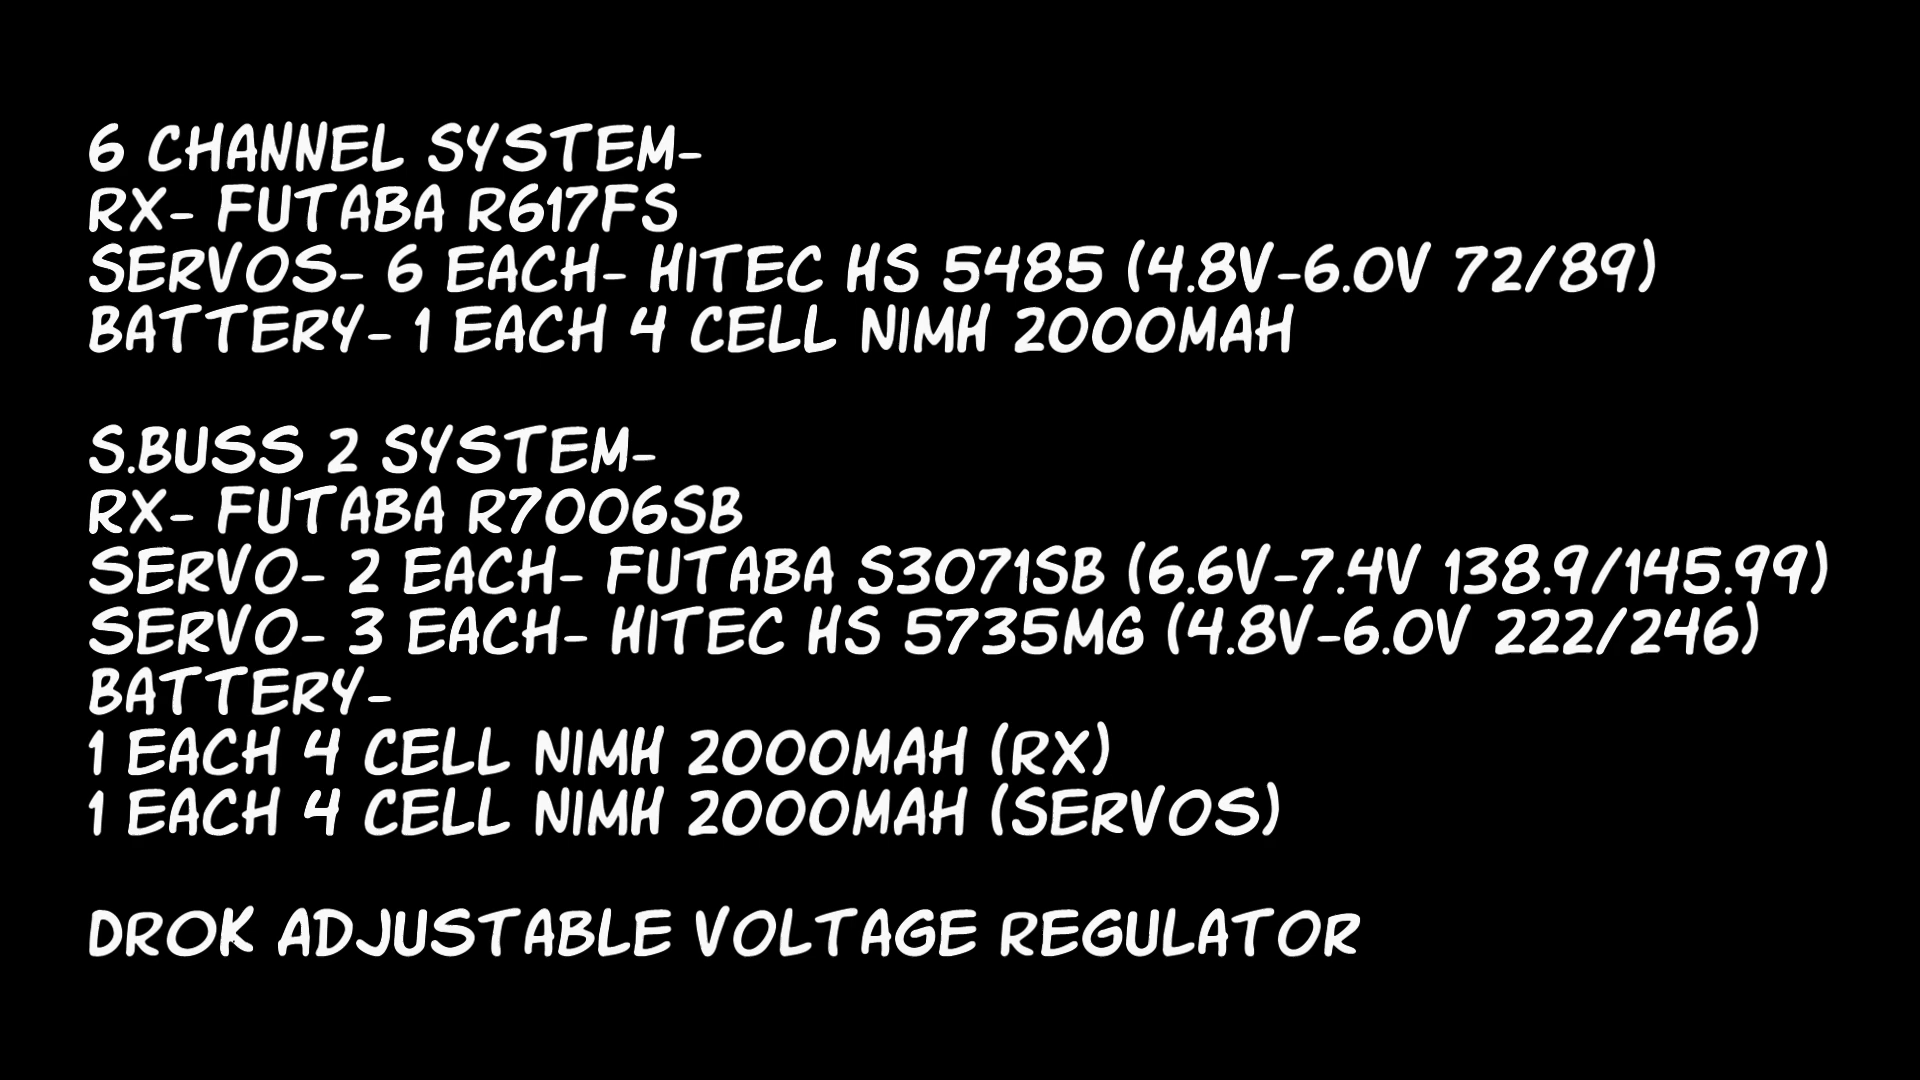 6 CHANNEL SYSTEM-
RX- FUTABA R617FS
SERVOS- 6 EACH- HITEC HS 5485 (4.8V-6.0V 72/89)
BATTERY- 1 EACH 4 CELL NIMH 2000MAH
S.BUSS 2 SYSTEM-
RX- FUTABA R7006SB
SERVO- 2 EACH- FUTABA S3071SB (6.6V-7.4V 138.9/145.99)
SERVO- 3 EACH- HITEC HS 5735MG (4.8V-6.0V 222/246)
BATTERY-
1 EACH 4 CELL NIMH 2000MAH (RX)
1 EACH 4 CELL NIMH 2000MAH (SERVOS)
DROK ADJUSTABLE VOLTAGE REGULATOR